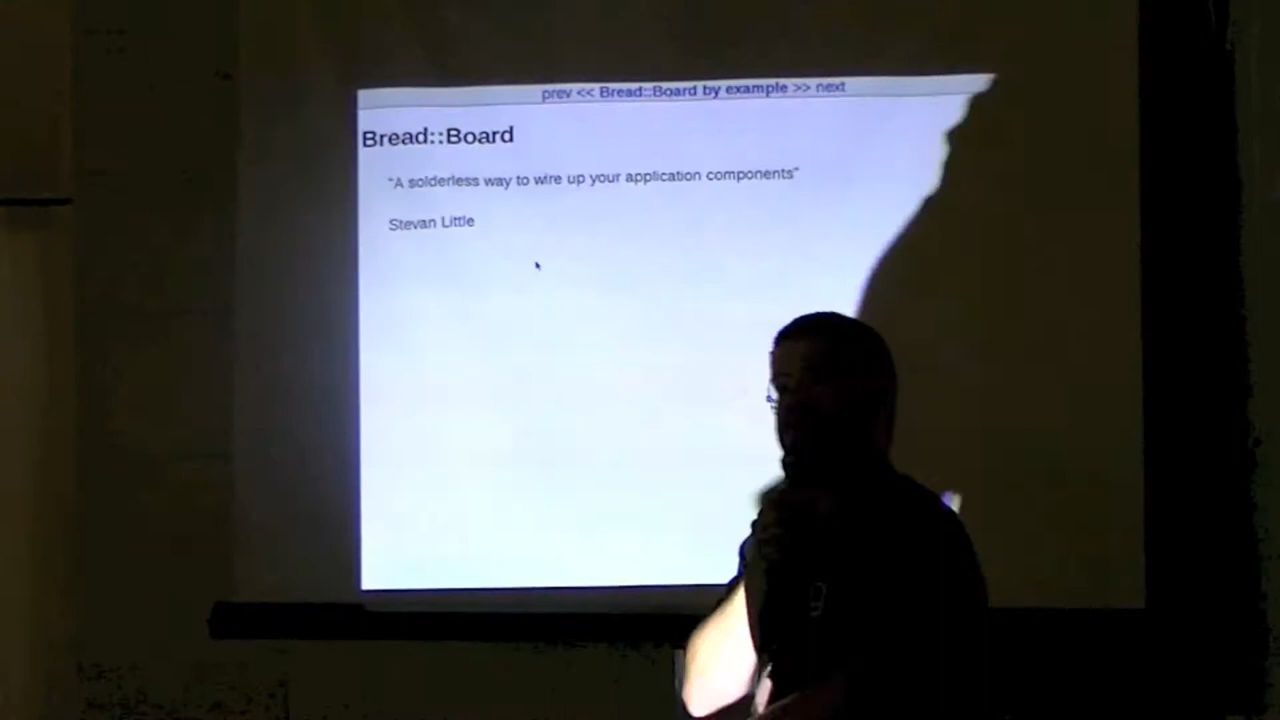 prev << Bread::Board by example >> next
Bread::Board
"A solderless way to wire up your application components"
Stevan Little